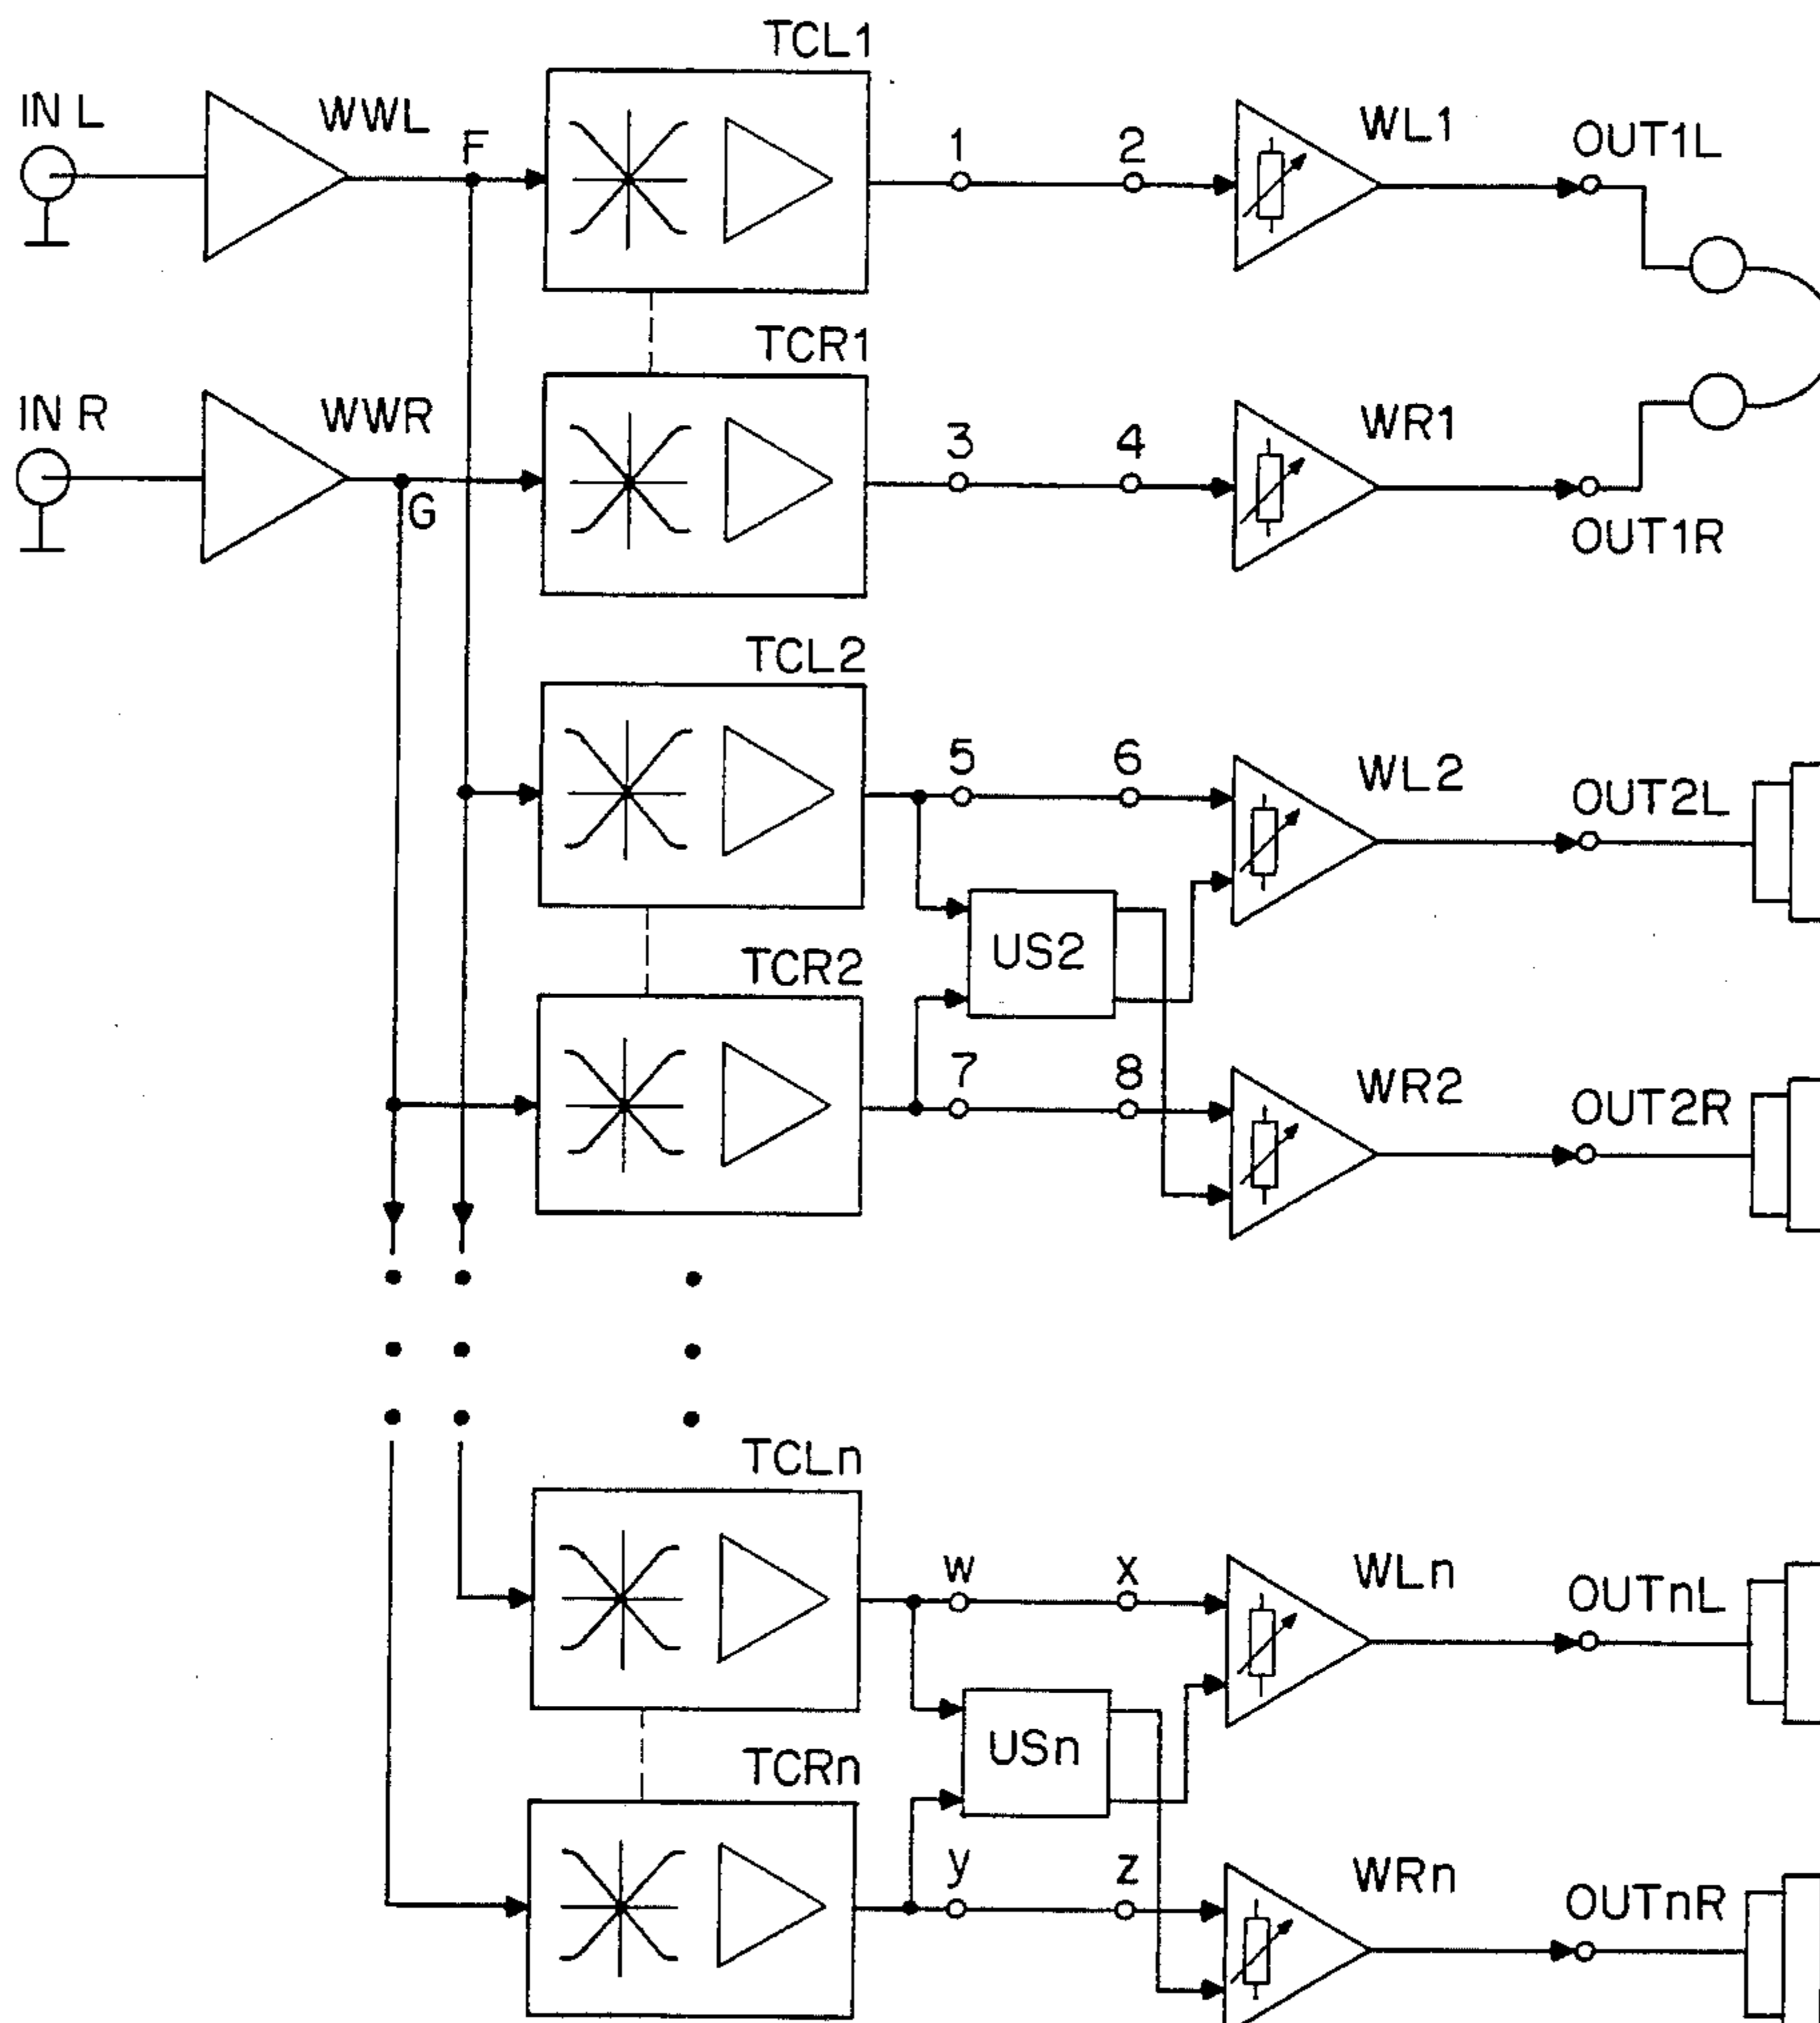 TCL1
IN L
WWL
F
1
2
WL1
OUT1L
TCR1
IN R
WWR
G
3
4
WR1
OUT1R
TCL2
5
6
WL2
OUT2L
US2
TCR2
7
8
WR2
OUT2R
TCLn
w
x
WLn
OUTnL
USn
TCRn
y
z
WRn
OUTnR